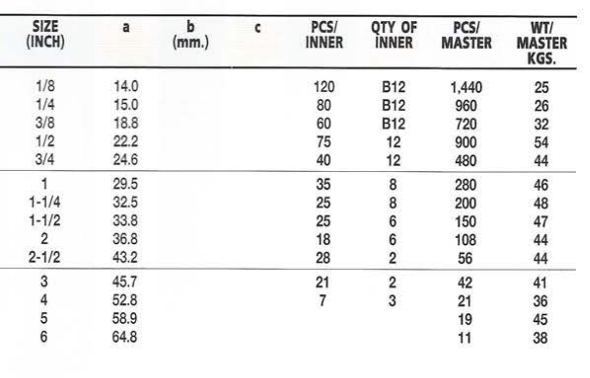 SIZE a b c PCS/ QTY OF PCS/ WT/
(INCH) (mm.) INNER INNER MASTER MASTER
KGS.
1/8 14.0 120 B12 1,440 25
1/4 15.0 80 B12 960 26
3/8 18.8 60 B12 720 32
1/2 22.2 75 12 900 54
3/4 24.6 40 12 480 44
1 29.5 35 8 280 46
1-1/4 32.5 25 8 200 48
1-1/2 33.8 25 6 150 47
2 36.8 18 6 108 44
2-1/2 43.2 28 2 56 44
3 45.7 21 2 42 41
4 52.8 7 3 21 36
5 58.9 19 45
6 64.8 11 38